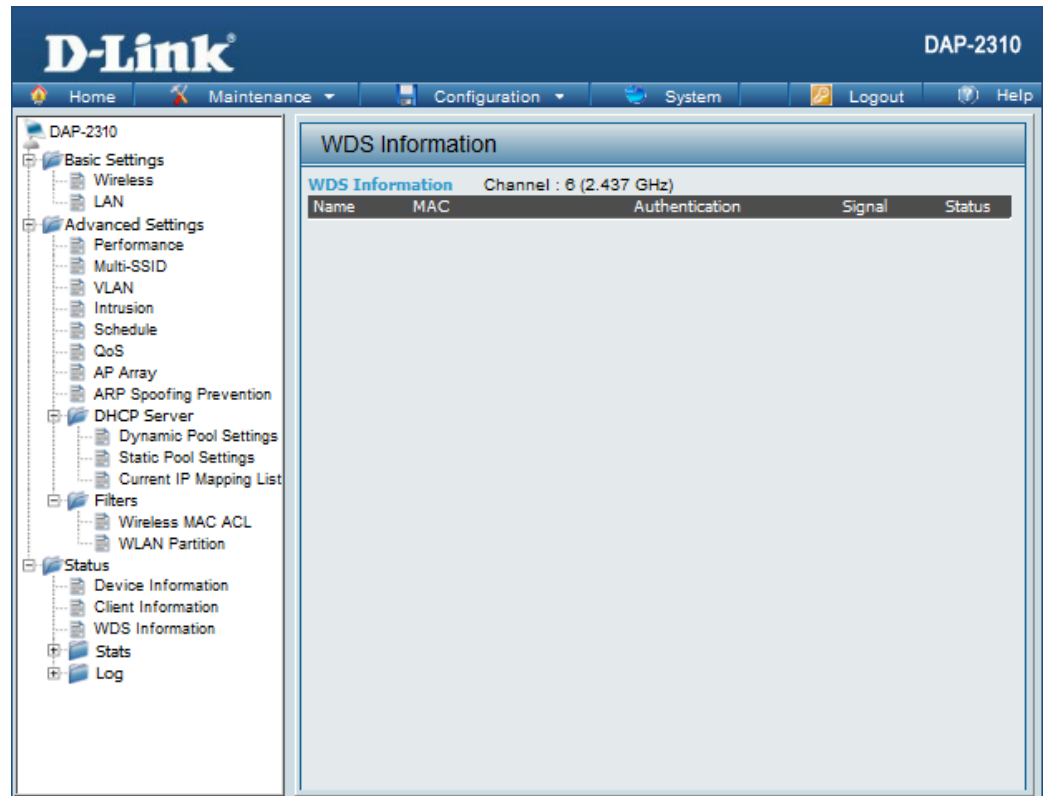 D-Link®
DAP-2310
Home Maintenance Configuration System Logout Help
DAP-2310
Basic Settings
Wireless
LAN
Advanced Settings
Performance
Multi-SSID
VLAN
Intrusion
Schedule
QoS
AP Array
ARP Spoofing Prevention
DHCP Server
Dynamic Pool Settings
Static Pool Settings
Current IP Mapping List
Filters
Wireless MAC ACL
WLAN Partition
Status
Device Information
Client Information
WDS Information
Stats
Log
WDS Information
WDS Information Channel : 6 (2.437 GHz)
Name MAC Authentication Signal Status